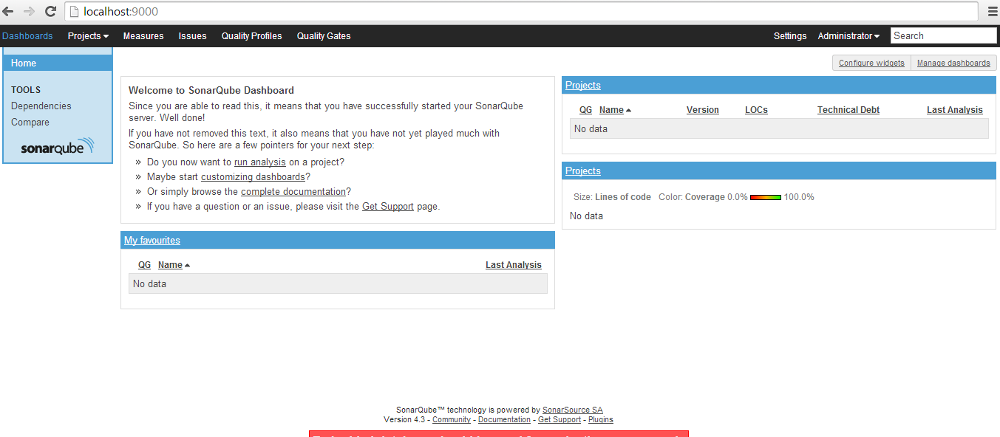 localhost:9000
Dashboards Projects Measures Issues Quality Profiles Quality Gates Settings Administrator Search
Home
TOOLS
Dependencies
Compare
sonarqube
Configure widgets Manage dashboards
Welcome to SonarQube Dashboard
Since you are able to read this, it means that you have successfully started your SonarQube
server. Well done!
If you have not removed this text, it also means that you have not yet played much with
SonarQube. So here are a few pointers for your next step:
» Do you now want to run analysis on a project?
» Maybe start customizing dashboards?
» Or simply browse the complete documentation?
» If you have a question or an issue, please visit the Get Support page.
My favourites
QG Name Last Analysis
No data
Projects
QG Name Version LOCs Technical Debt Last Analysis
No data
Projects
Size: Lines of code Color: Coverage 0.0% 100.0%
No data
SonarQube™ technology is powered by SonarSource SA
Version 4.3 - Community - Documentation - Get Support - Plugins